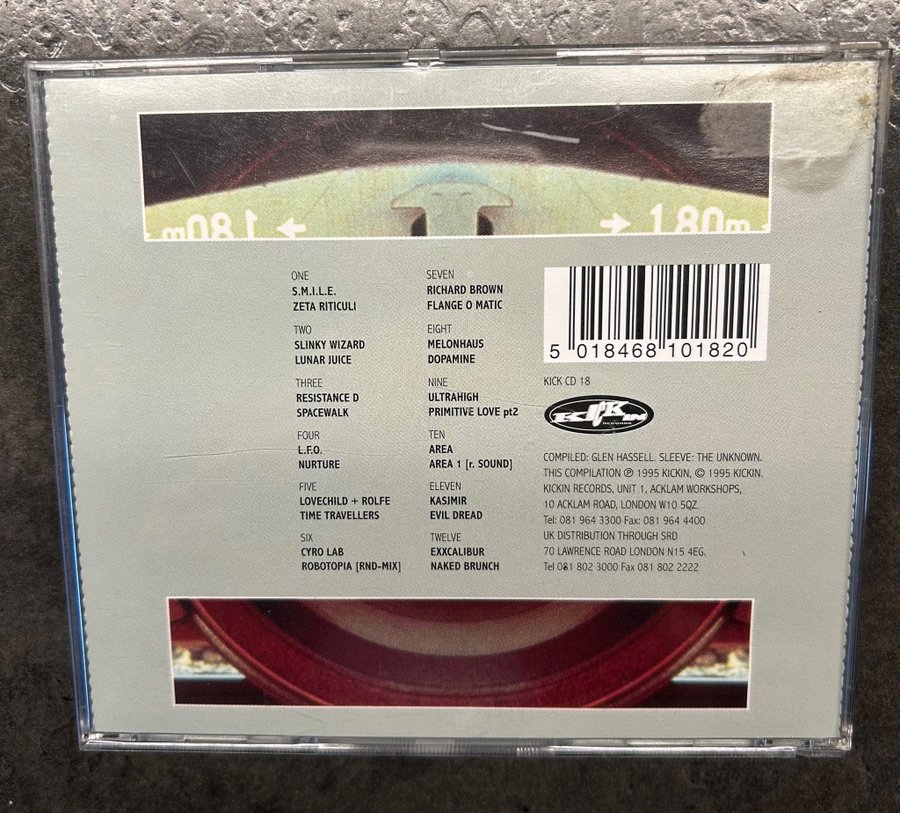 1.80m ←
→ 1.80m
ONE
S.M.I.L.E.
ZETA RITICULI
TWO
SLINKY WIZARD
LUNAR JUICE
THREE
RESISTANCE D
SPACEWALK
FOUR
L.F.O.
NURTURE
FIVE
LOVECHILD + ROLFE
TIME TRAVELLERS
SIX
CYRO LAB
ROBOTOPIA [RND-MIX]
SEVEN
RICHARD BROWN
FLANGE O MATIC
EIGHT
MELONHAUS
DOPAMINE
NINE
ULTRAHIGH
PRIMITIVE LOVE pt2
TEN
AREA
AREA 1 [r. SOUND]
ELEVEN
KASIMIR
EVIL DREAD
TWELVE
EXXCALIBUR
NAKED BRUNCH
5 018468 101820
KICK CD 18
KICKIN
RECORDS
COMPILED: GLEN HASSELL. SLEEVE: THE UNKNOWN.
THIS COMPILATION ℗ 1995 KICKIN, © 1995 KICKIN.
KICKIN RECORDS, UNIT 1, ACKLAM WORKSHOPS,
10 ACKLAM ROAD, LONDON W10 5QZ.
Tel: 081 964 3300 Fax: 081 964 4400
UK DISTRIBUTION THROUGH SRD
70 LAWRENCE ROAD LONDON N15 4EG.
Tel 081 802 3000 Fax 081 802 2222